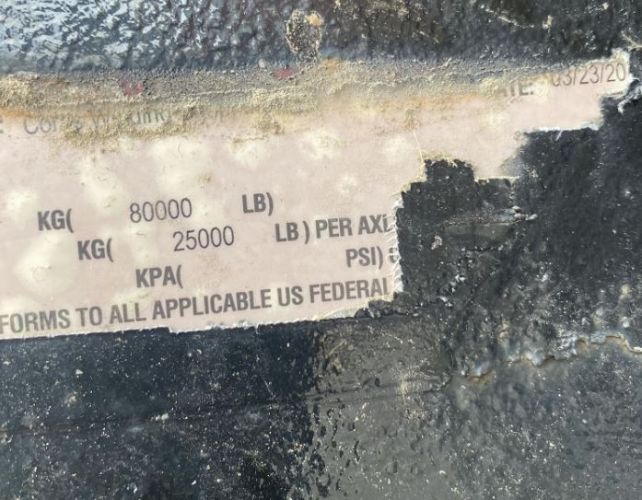 ATE: 03/23/20
KG( 80000 LB)
KG( 25000 LB ) PER AXL
KPA( PSI)
FORMS TO ALL APPLICABLE US FEDERAL